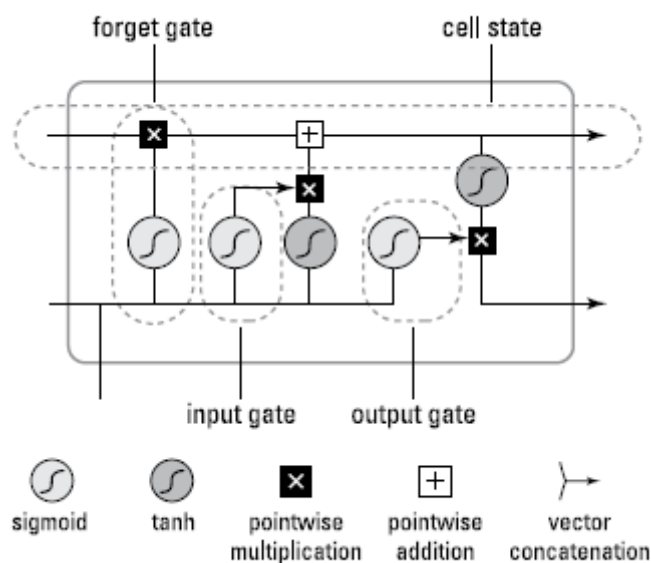 forget gate
cell state
×
+
×
×
input gate
output gate
× +
sigmoid tanh pointwise pointwise vector
multiplication addition concatenation